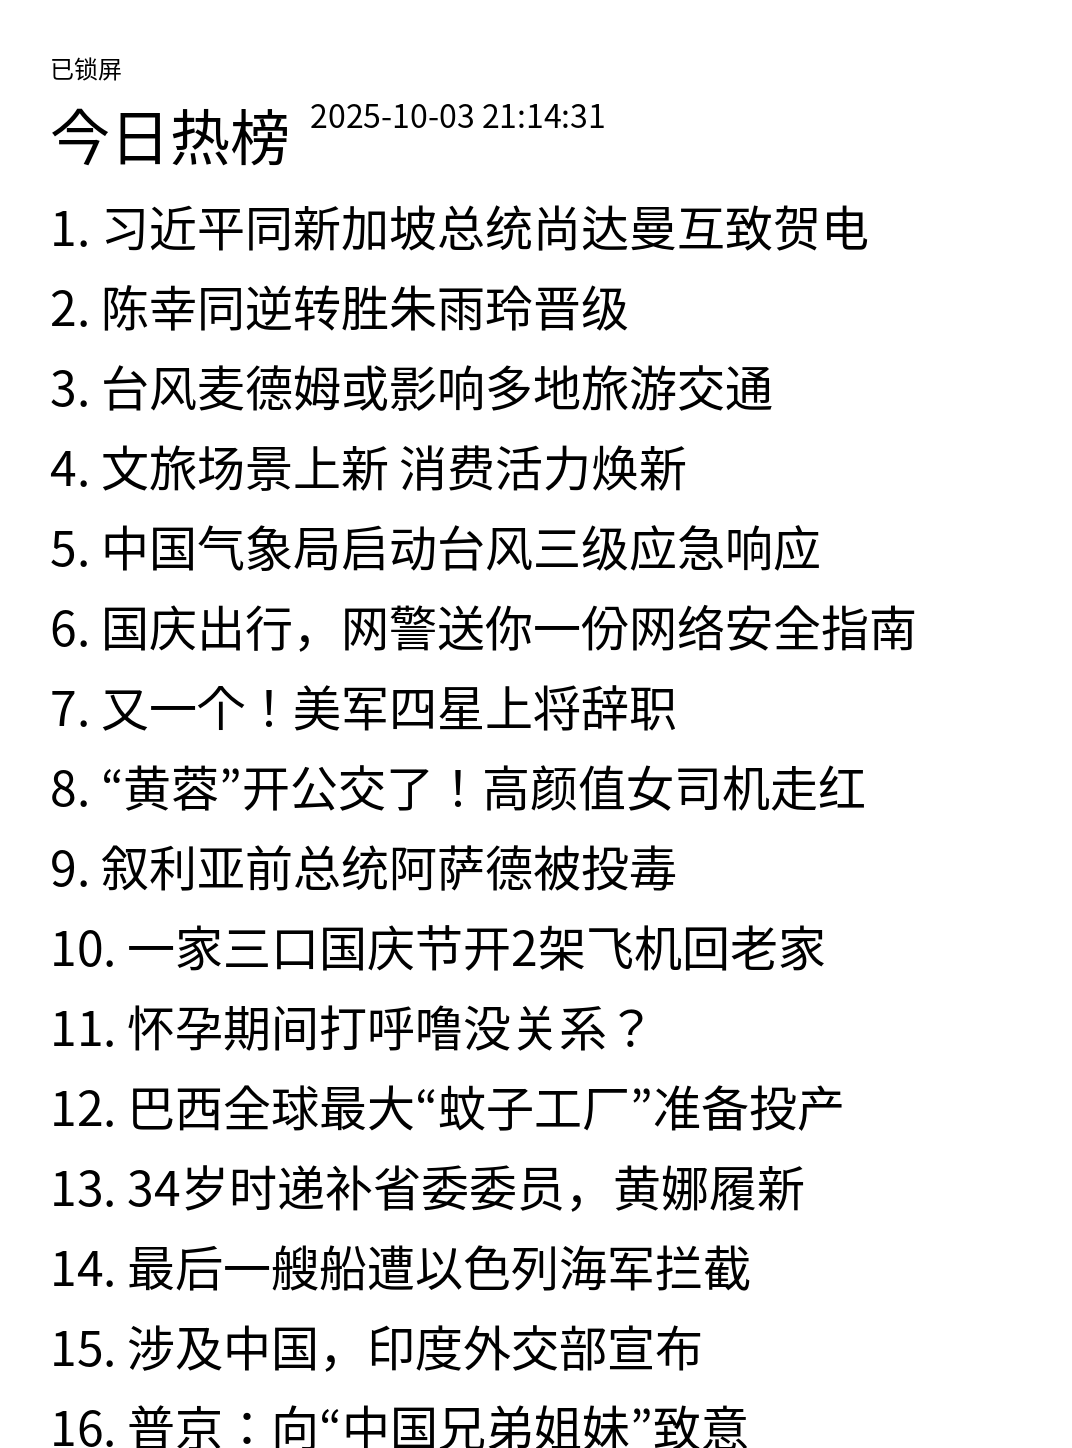 已锁屏
今日热榜 2025-10-03 21:14:31
1. 习近平同新加坡总统尚达曼互致贺电
2. 陈幸同逆转胜朱雨玲晋级
3. 台风麦德姆或影响多地旅游交通
4. 文旅场景上新 消费活力焕新
5. 中国气象局启动台风三级应急响应
6. 国庆出行，网警送你一份网络安全指南
7. 又一个！美军四星上将辞职
8. “黄蓉”开公交了！高颜值女司机走红
9. 叙利亚前总统阿萨德被投毒
10. 一家三口国庆节开2架飞机回老家
11. 怀孕期间打呼噜没关系？
12. 巴西全球最大“蚊子工厂”准备投产
13. 34岁时递补省委委员，黄娜履新
14. 最后一艘船遭以色列海军拦截
15. 涉及中国，印度外交部宣布
16. 普京：向“中国兄弟姐妹”致意